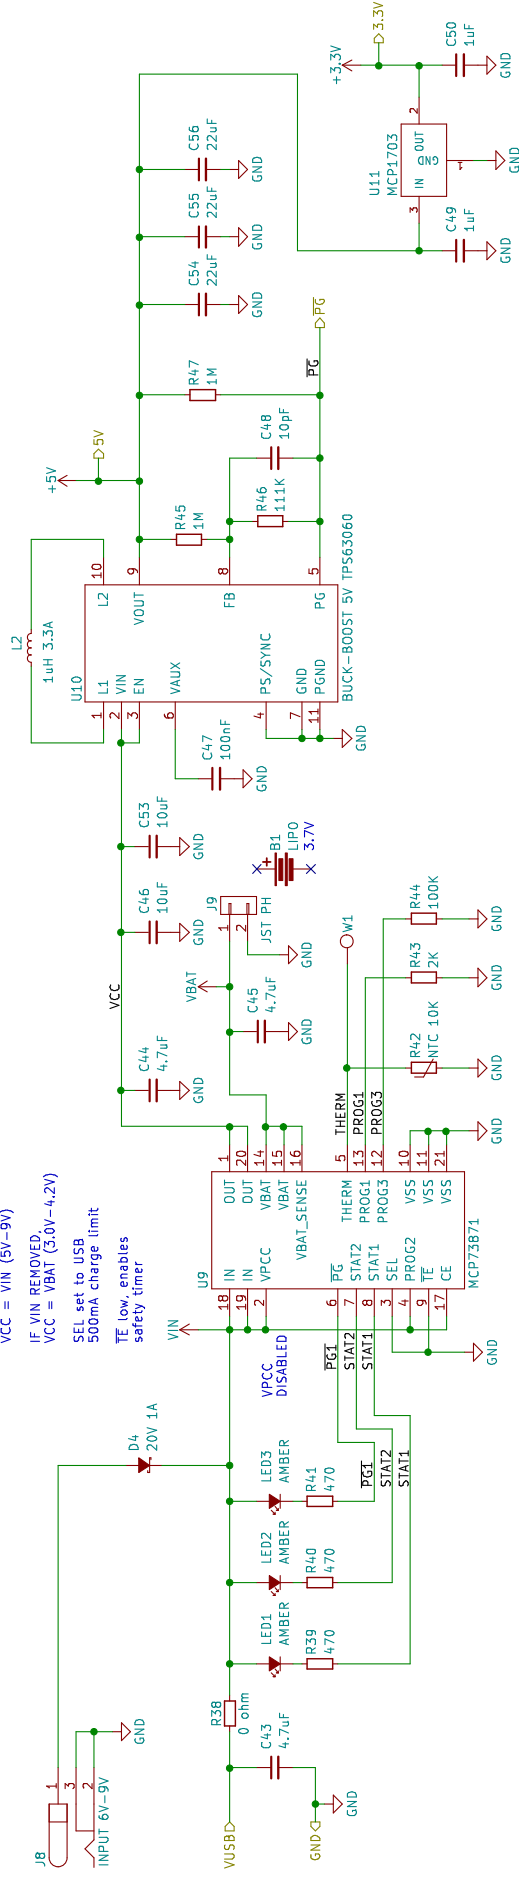 J8
INPUT 6V-9V
1
3
2
GND
D4
20V 1A
VCC = VIN (5V-9V)
IF VIN REMOVED,
VCC = VBAT (3.0V-4.2V)
SEL set to USB
500mA charge limit
TE low, enables
safety timer
VUSB
GND
GND
C43
4.7uF
R38
0 ohm
LED1
AMBER
R39
470
LED2
AMBER
R40
470
LED3
AMBER
R41
470
PG1
STAT2
STAT1
VIN
VPCC
DISABLED
PG1
STAT2
STAT1
GND
U9
MCP73871
18
19
2
6
7
8
3
4
9
17
IN
IN
VPCC
PG
STAT2
STAT1
SEL
PROG2
TE
CE
OUT
OUT
VBAT
VBAT
VBAT_SENSE
THERM
PROG1
PROG3
VSS
VSS
VSS
1
20
14
15
16
5
13
12
10
11
21
THERM
PROG1
PROG3
GND
C44
4.7uF
GND
VCC
C45
4.7uF
GND
VBAT
R42
NTC 10K
GND
R43
2K
GND
R44
100K
GND
W1
J9
JST PH
1
2
GND
B1
LIPO
3.7V
+
C46
10uF
GND
C53
10uF
GND
C47
100nF
GND
L2
1uH 3.3A
U10
BUCK-BOOST 5V TPS63060
1
2
3
6
4
7
11
L1
VIN
EN
VAUX
PS/SYNC
GND
PGND
L2
VOUT
FB
PG
10
9
8
5
GND
+5V
5V
R45
1M
R46
111K
C48
10pF
R47
1M
PG
PG
C54
22uF
GND
C55
22uF
GND
C56
22uF
GND
U11
MCP1703
IN
OUT
GND
3
2
1
GND
C49
1uF
GND
C50
1uF
GND
+3.3V
3.3V